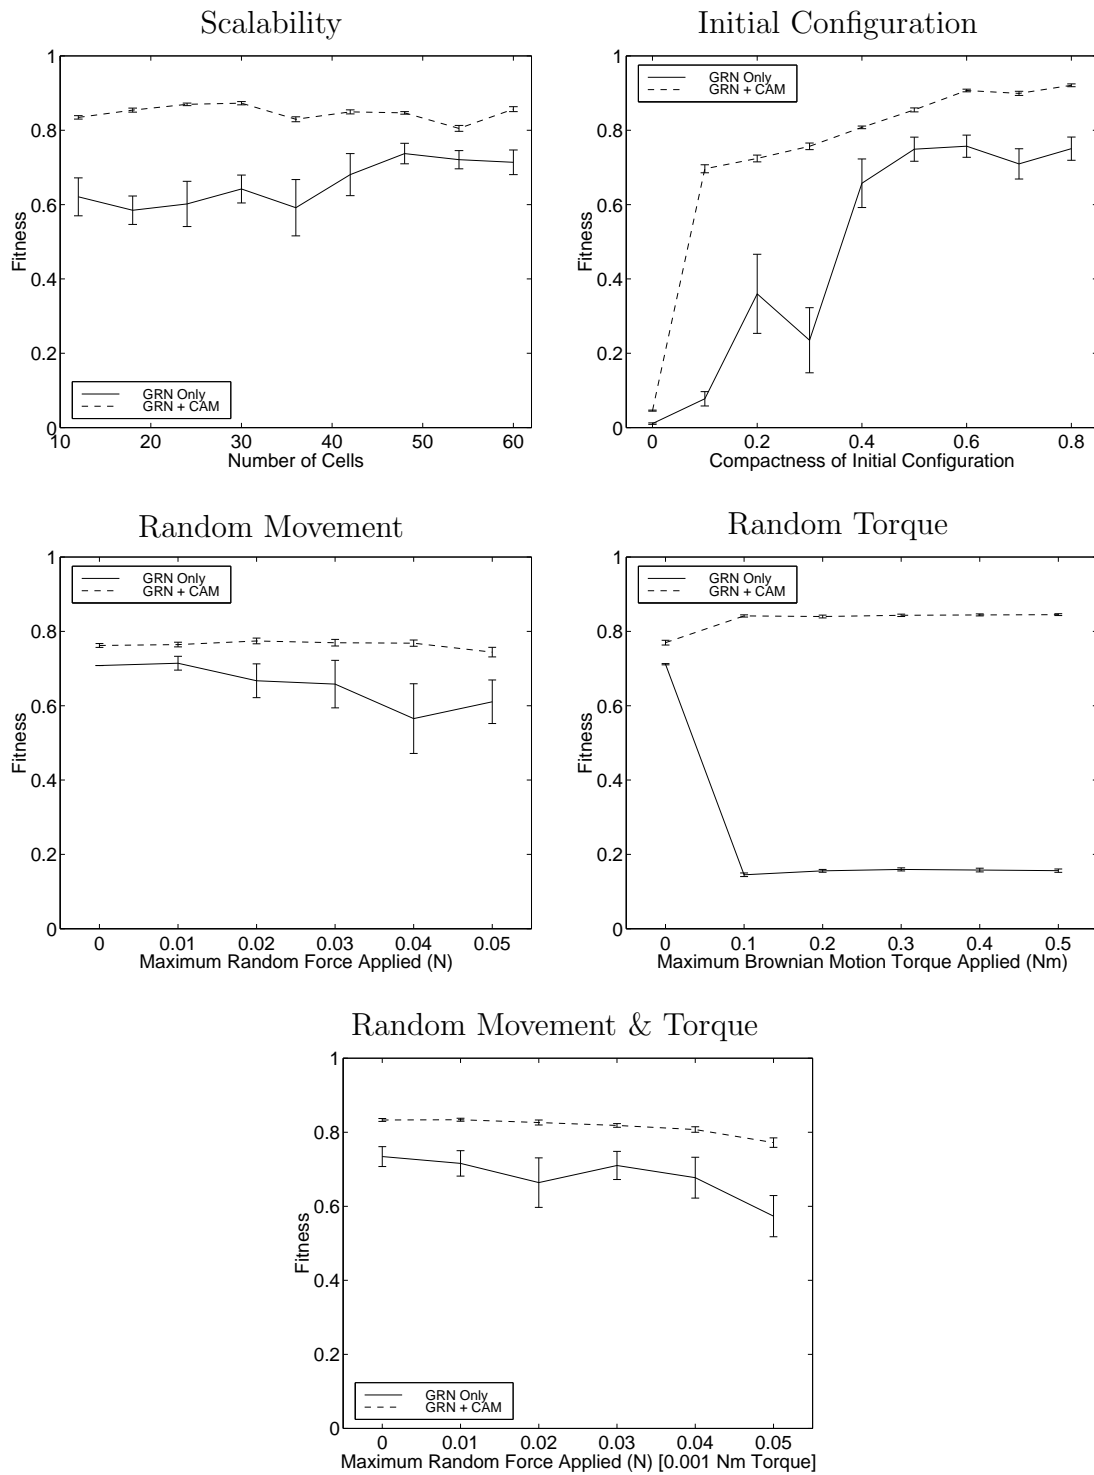 Scalability
1
0.8
0.6
0.4
0.2
0
Fitness
GRN Only
GRN + CAM
10 20 30 40 50 60
Number of Cells
Initial Configuration
1
0.8
0.6
0.4
0.2
0
Fitness
GRN Only
GRN + CAM
0 0.2 0.4 0.6 0.8
Compactness of Initial Configuration
Random Movement
1
0.8
0.6
0.4
0.2
0
Fitness
GRN Only
GRN + CAM
0 0.01 0.02 0.03 0.04 0.05
Maximum Random Force Applied (N)
Random Torque
1
0.8
0.6
0.4
0.2
0
Fitness
GRN Only
GRN + CAM
0 0.1 0.2 0.3 0.4 0.5
Maximum Brownian Motion Torque Applied (Nm)
Random Movement & Torque
1
0.8
0.6
0.4
0.2
0
Fitness
GRN Only
GRN + CAM
0 0.01 0.02 0.03 0.04 0.05
Maximum Random Force Applied (N) [0.001 Nm Torque]